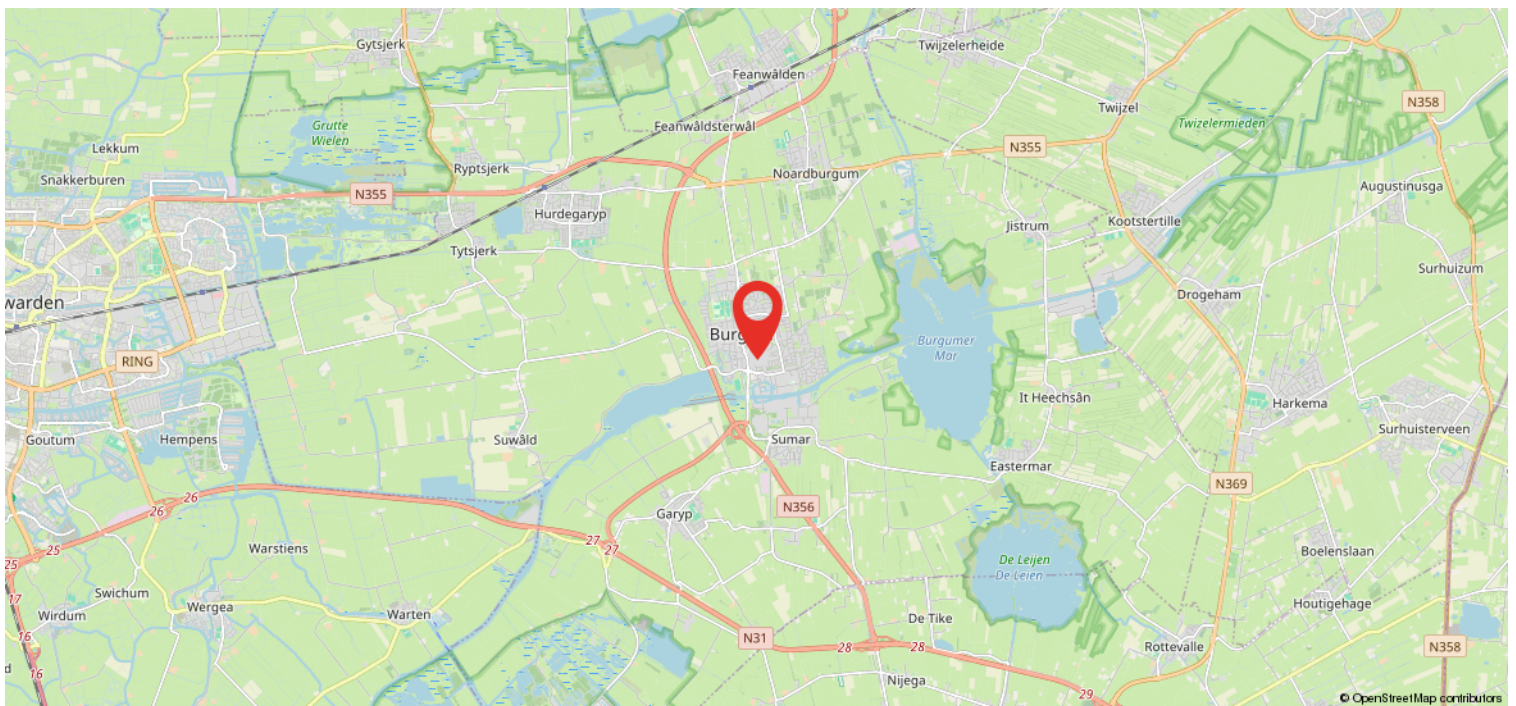 Gytsjerk
Twijzelerheide
Feanwâlden
N358
Twijzel
Grutte
Wielen
Feanwâldsterwâl
Twizelermieden
Lekkum
N355
Ryptsjerk
Noardburgum
Snakkerburen
Augustinusga
N355
Hurdegaryp
Kootstertille
Jistrum
Tytsjerk
Surhuizum
Drogeham
warden
Burg
Burgumer
Mar
RING
It Heechsân
Harkema
Surhuisterveen
Goutum
Hempens
Suwâld
Sumar
Eastermar
N369
26
26
N356
Garyp
27
27
25
25
Warstiens
Boelenslaan
De Leijen
De Leien
17
Swichum
Wergea
Houtigehage
Wirdum
Warten
De Tike
16
N31
28
28
Rottevalle
N358
d
16
Nijega
29
© OpenStreetMap contributors